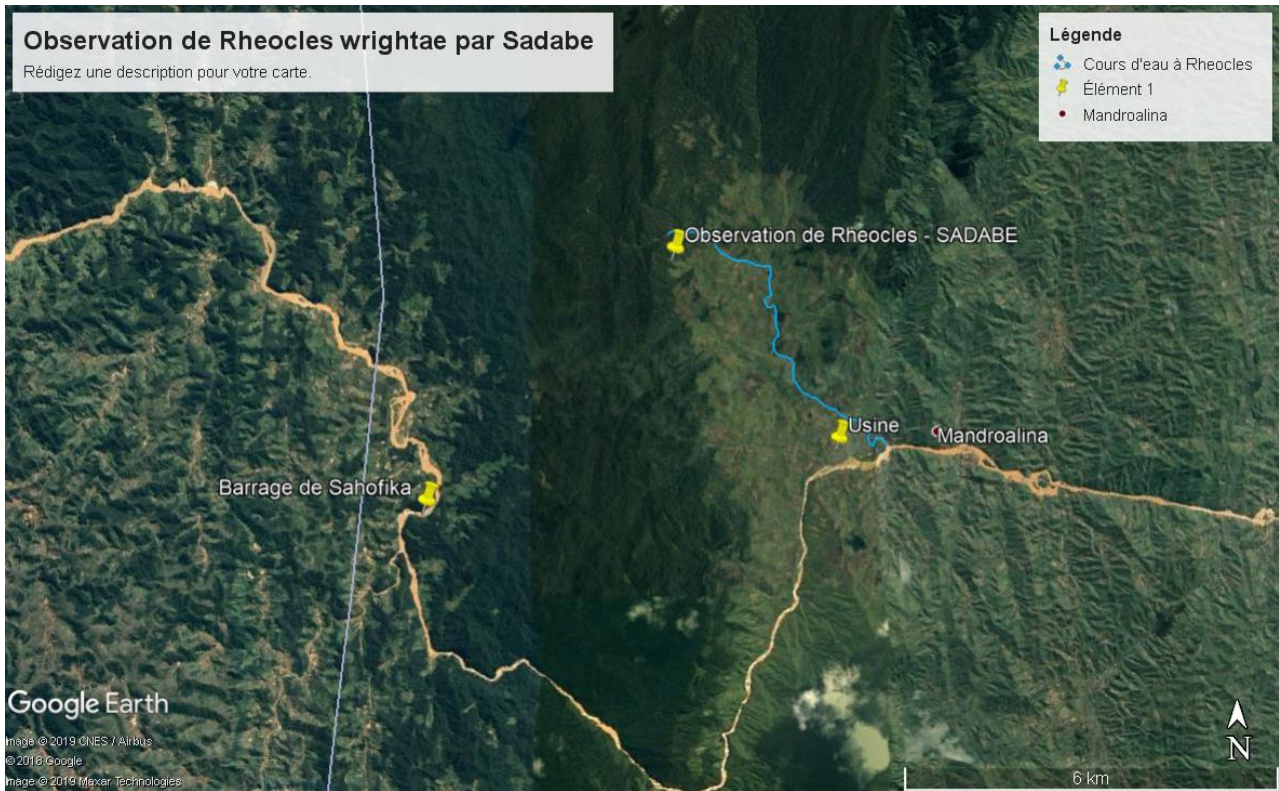 Observation de Rheocles wrightae par Sadabe
Rédigez une description pour votre carte.
Légende
Cours d'eau à Rheocles
Élément 1
Mandroalina
Observation de Rheocles - SADABE
Usine
Mandroalina
Barrage de Sahofika
Google Earth
Image © 2019 CNES / Airbus
© 2018 Google
Image © 2019 Maxar Technologies
N
6 km